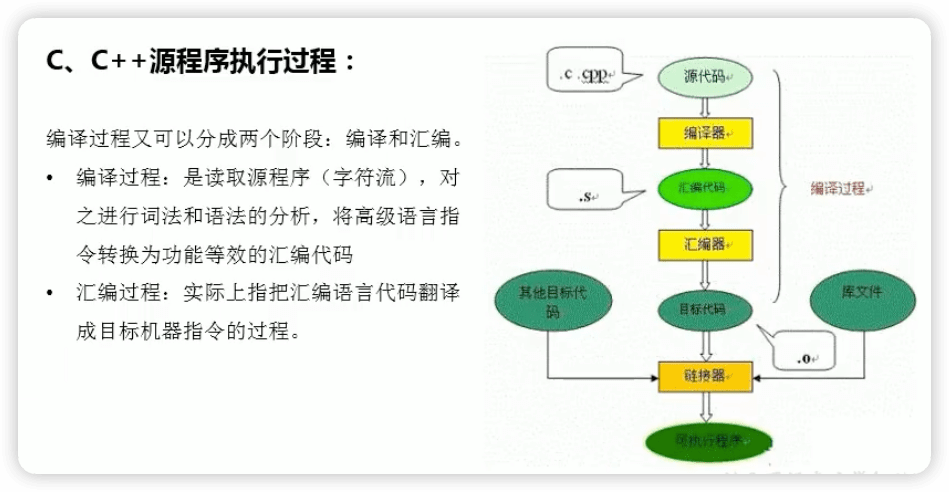 C、C++源程序执行过程：
编译过程又可以分成两个阶段：编译和汇编。
• 编译过程：是读取源程序（字符流），对
之进行词法和语法的分析，将高级语言指
令转换为功能等效的汇编代码
• 汇编过程：实际上指把汇编语言代码翻译
成目标机器指令的过程。
.c .cpp
源代码
编译器
.s
汇编代码
编译过程
汇编器
其他目标代
码
目标代码
库文件
.o
链接器
可执行程序